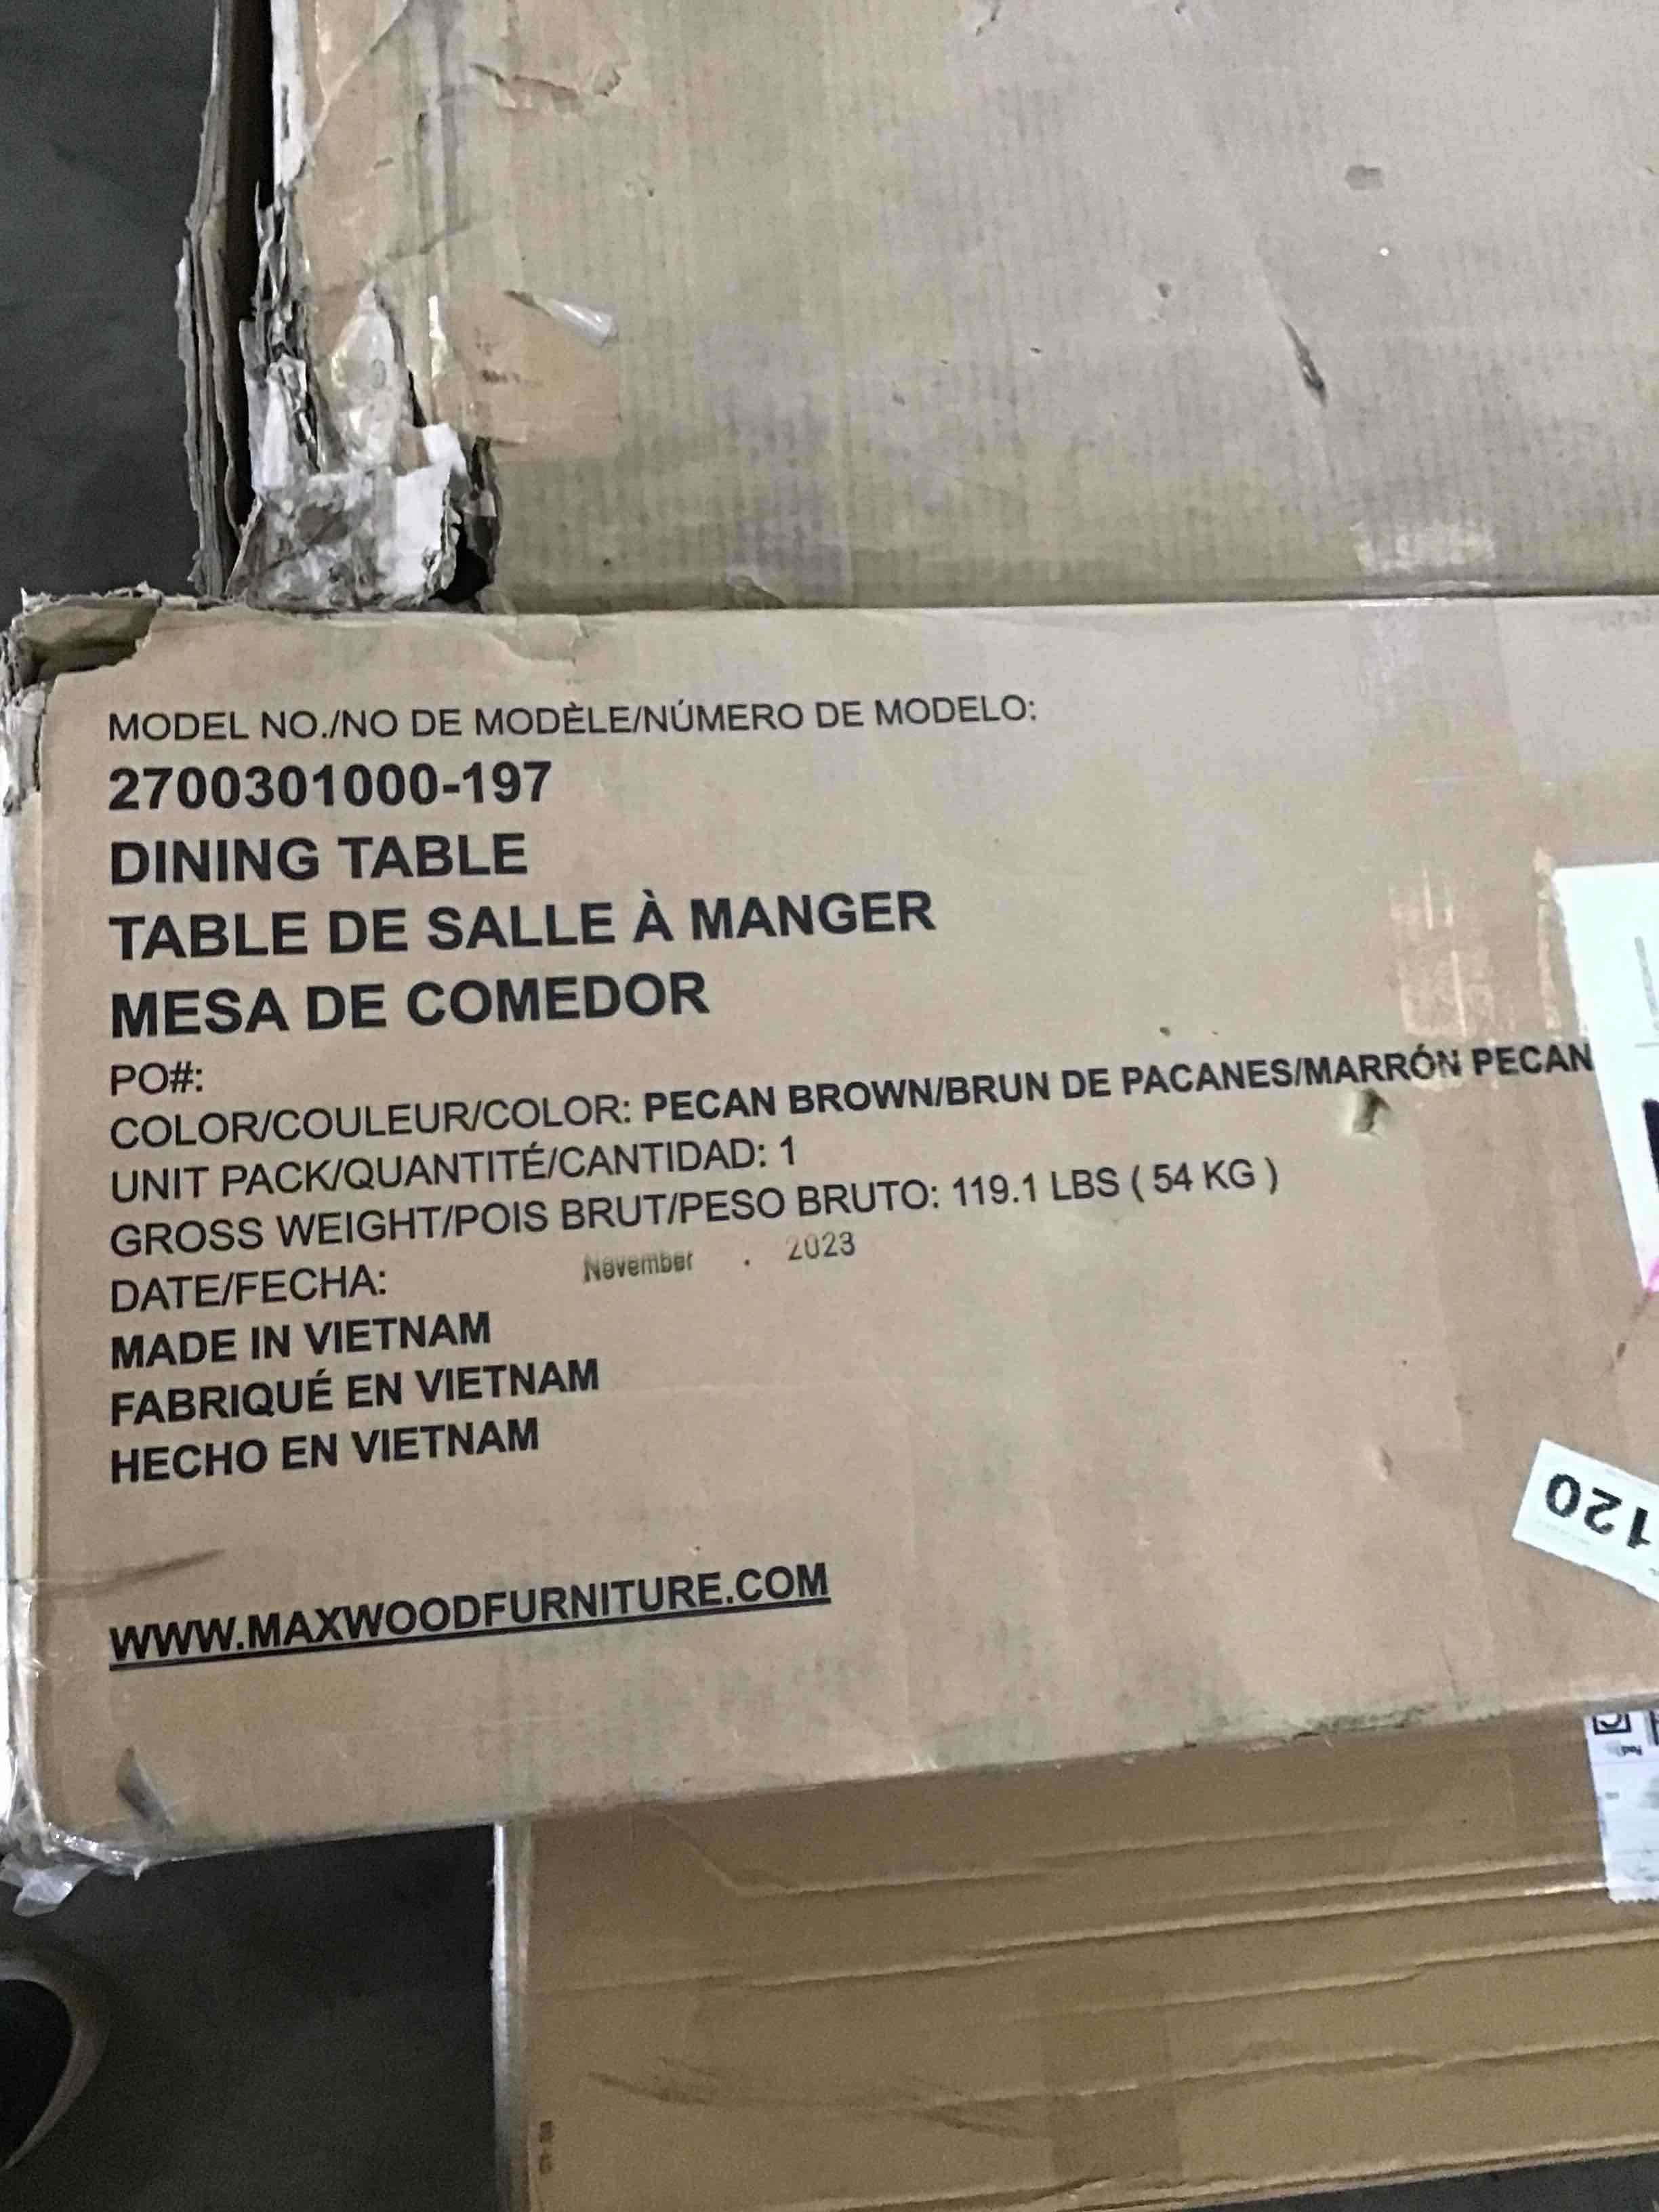 MODEL NO./NO DE MODÈLE/NÚMERO DE MODELO:
2700301000-197
DINING TABLE
TABLE DE SALLE À MANGER
MESA DE COMEDOR
PO#:
COLOR/COULEUR/COLOR: PECAN BROWN/BRUN DE PACANES/MARRÓN PECAN
UNIT PACK/QUANTITÉ/CANTIDAD: 1
GROSS WEIGHT/POIS BRUT/PESO BRUTO: 119.1 LBS ( 54 KG )
DATE/FECHA: November . 2023
MADE IN VIETNAM
FABRIQUÉ EN VIETNAM
HECHO EN VIETNAM
WWW.MAXWOODFURNITURE.COM
120